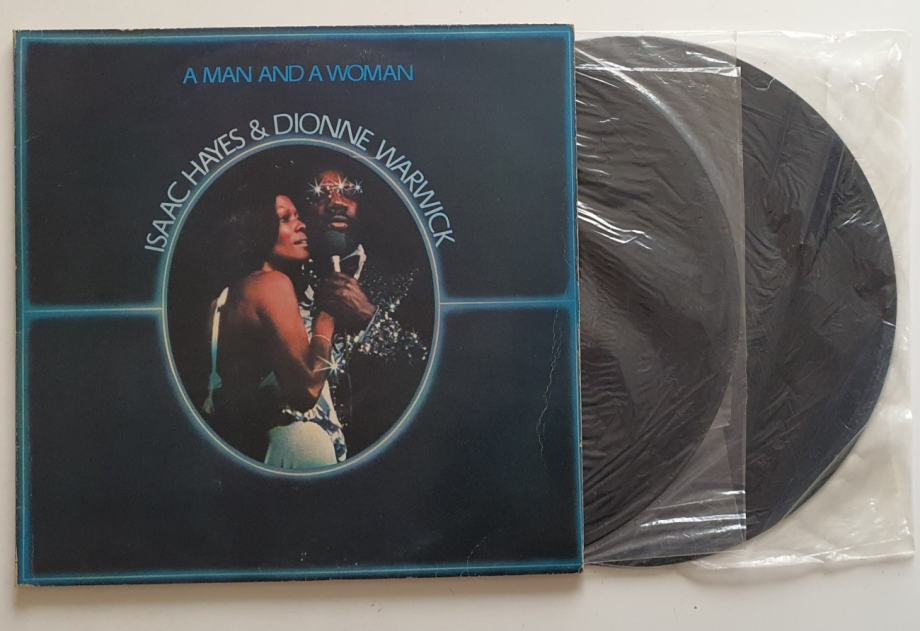 A MAN AND A WOMAN
ISAAC HAYES & DIONNE WARWICK